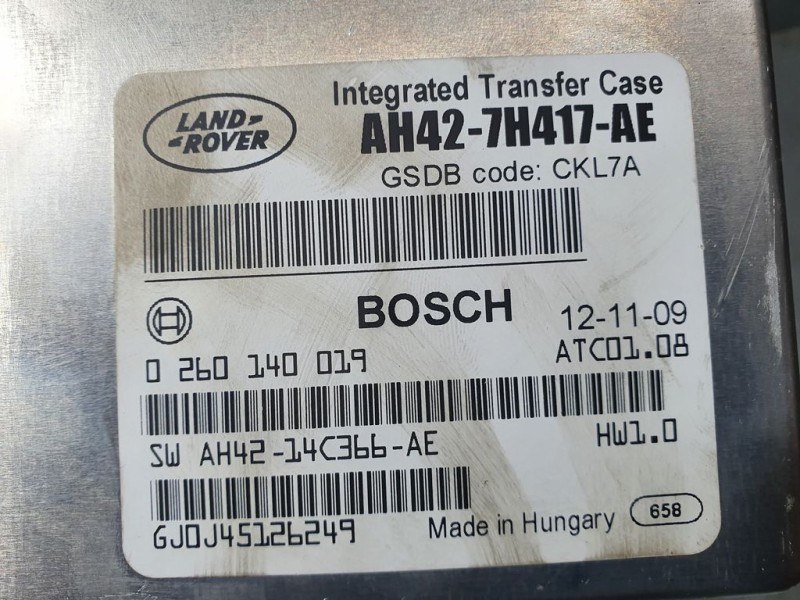 LAND-
-ROVER
Integrated Transfer Case
AH42-7H417-AE
GSDB code: CKL7A
BOSCH
12-11-09
0 260 140 019
ATC01.08
SW AH42-14C366-AE
HW1.0
GJ0J45126249
Made in Hungary
658